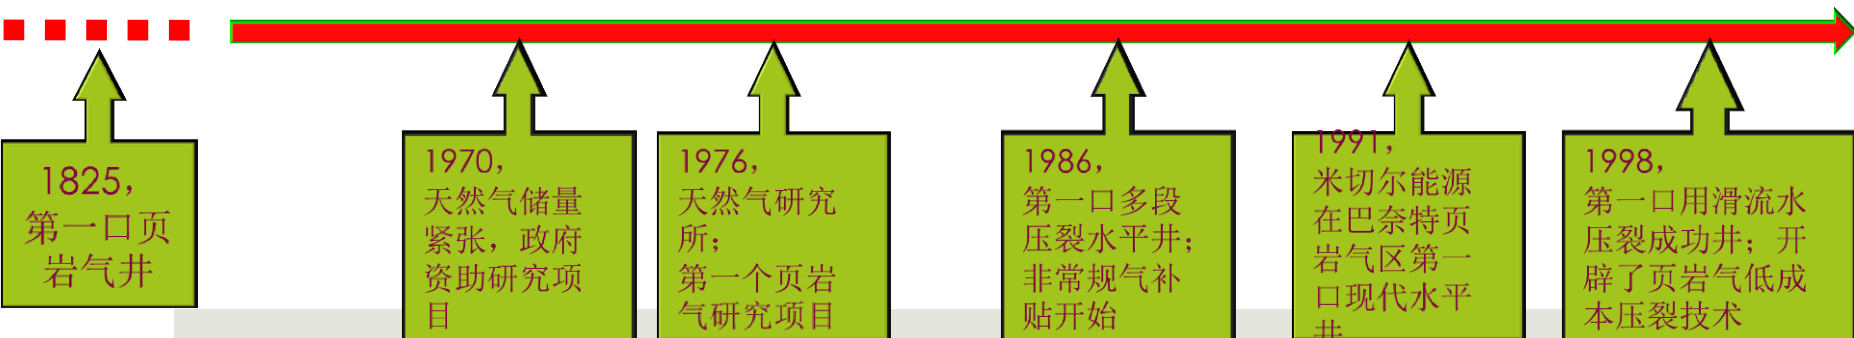 1825,
第一口页
岩气井
1970,
天然气储量
紧张，政府
资助研究项
目
1976,
天然气研究
所；
第一个页岩
气研究项目
1986,
第一口多段
压裂水平井；
非常规气补
贴开始
1991,
米切尔能源
在巴奈特页
岩气区第一
口现代水平
井
1998,
第一口用滑流水
压裂成功井；开
辟了页岩气低成
本压裂技术